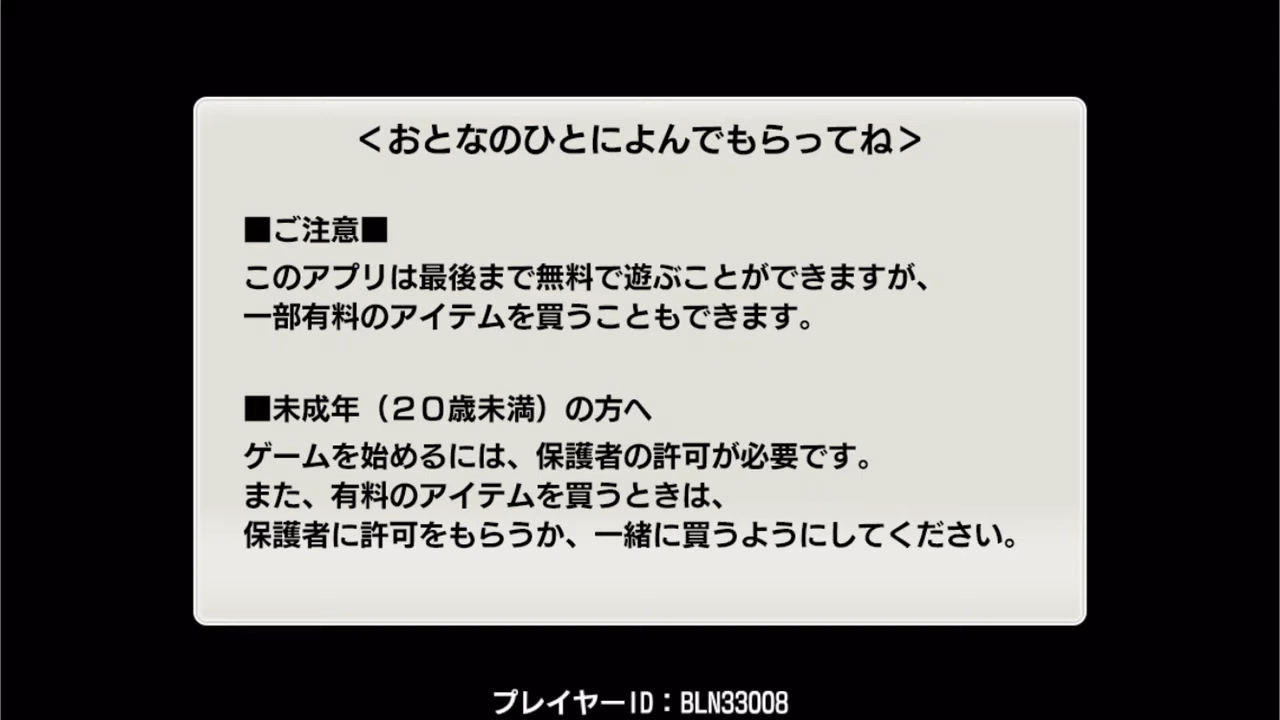 ＜おとなのひとによんでもらってね＞
■ご注意■
このアプリは最後まで無料で遊ぶことができますが、
一部有料のアイテムを買うこともできます。
■未成年（２０歳未満）の方へ
ゲームを始めるには、保護者の許可が必要です。
また、有料のアイテムを買うときは、
保護者に許可をもらうか、一緒に買うようにしてください。
プレイヤーID：BLN33008